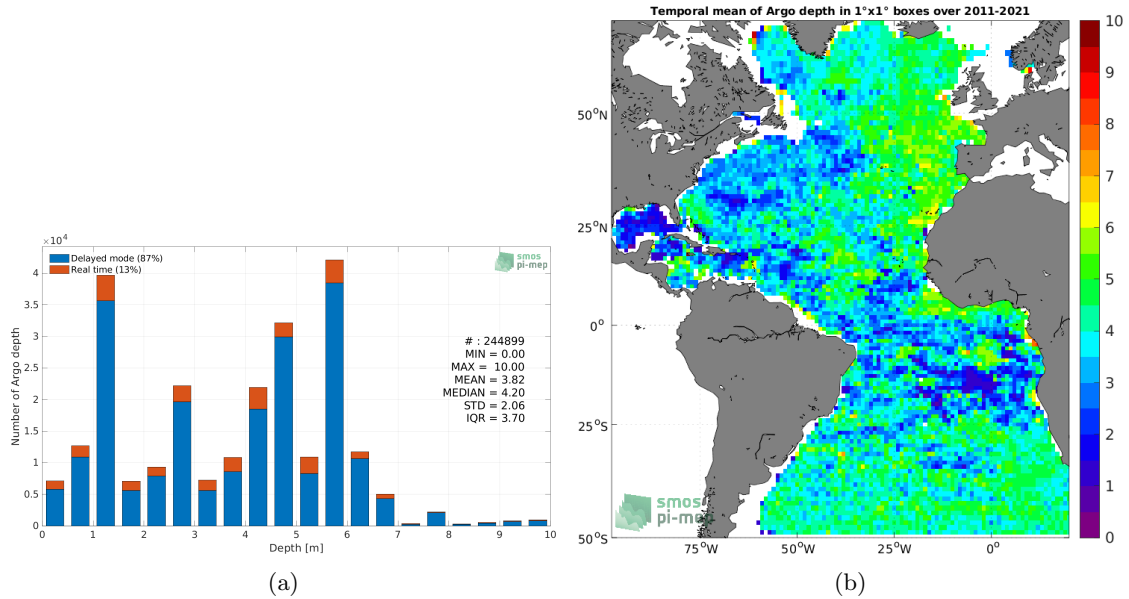 ×10⁴
Delayed mode (87%)
Real time (13%)
smos
pi-mep
4
3.5
3
2.5
2
1.5
1
0.5
0
Number of Argo depth
# : 244899
MIN = 0.00
MAX = 10.00
MEAN = 3.82
MEDIAN = 4.20
STD = 2.06
IQR = 3.70
0 1 2 3 4 5 6 7 8 9 10
Depth [m]
(a)
Temporal mean of Argo depth in 1°x1° boxes over 2011-2021
50°N
25°N
0°
25°S
50°S
75°W 50°W 25°W 0°
smos
pi-mep
10
9
8
7
6
5
4
3
2
1
0
(b)